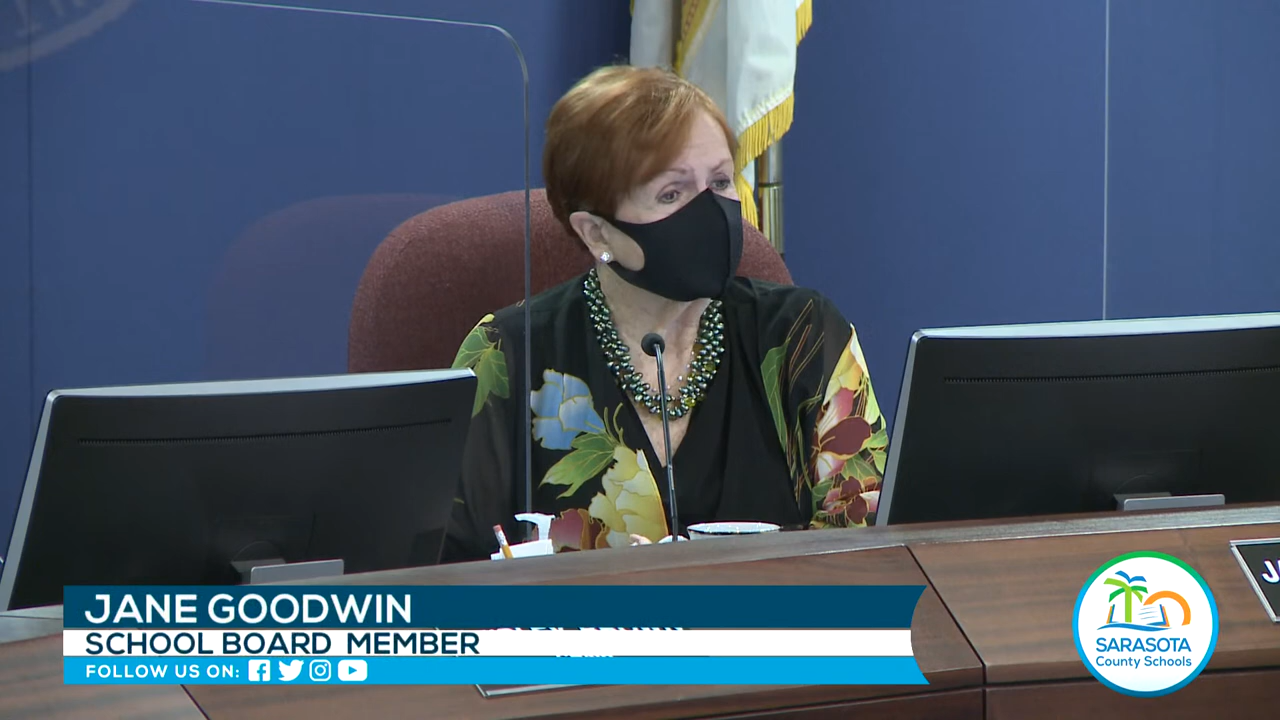 JANE GOODWIN
SCHOOL BOARD MEMBER
FOLLOW US ON:
SARASOTA
County Schools